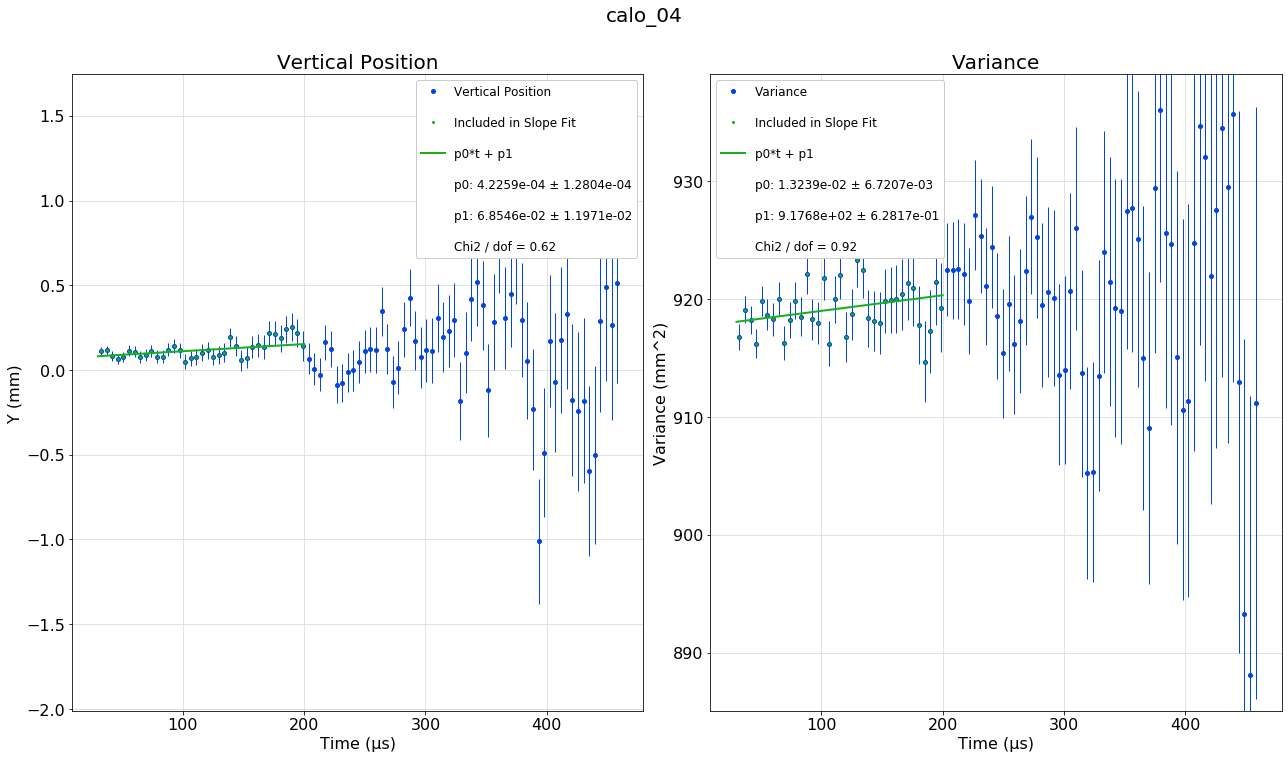 calo_04
Vertical Position
Y (mm)
1.5
1.0
0.5
0.0
−0.5
−1.0
−1.5
−2.0
100
200
300
400
Time (μs)
Vertical Position
Included in Slope Fit
p0*t + p1
p0: 4.2259e-04 ± 1.2804e-04
p1: 6.8546e-02 ± 1.1971e-02
Chi2 / dof = 0.62
Variance
Variance (mm^2)
930
920
910
900
890
100
200
300
400
Time (μs)
Variance
Included in Slope Fit
p0*t + p1
p0: 1.3239e-02 ± 6.7207e-03
p1: 9.1768e+02 ± 6.2817e-01
Chi2 / dof = 0.92